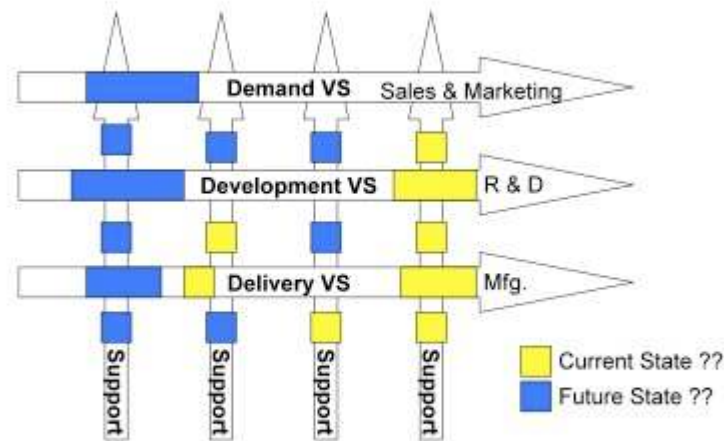 Demand VS
Sales & Marketing
Development VS
R & D
Delivery VS
Mfg.
Support
Support
Support
Support
Current State ??
Future State ??